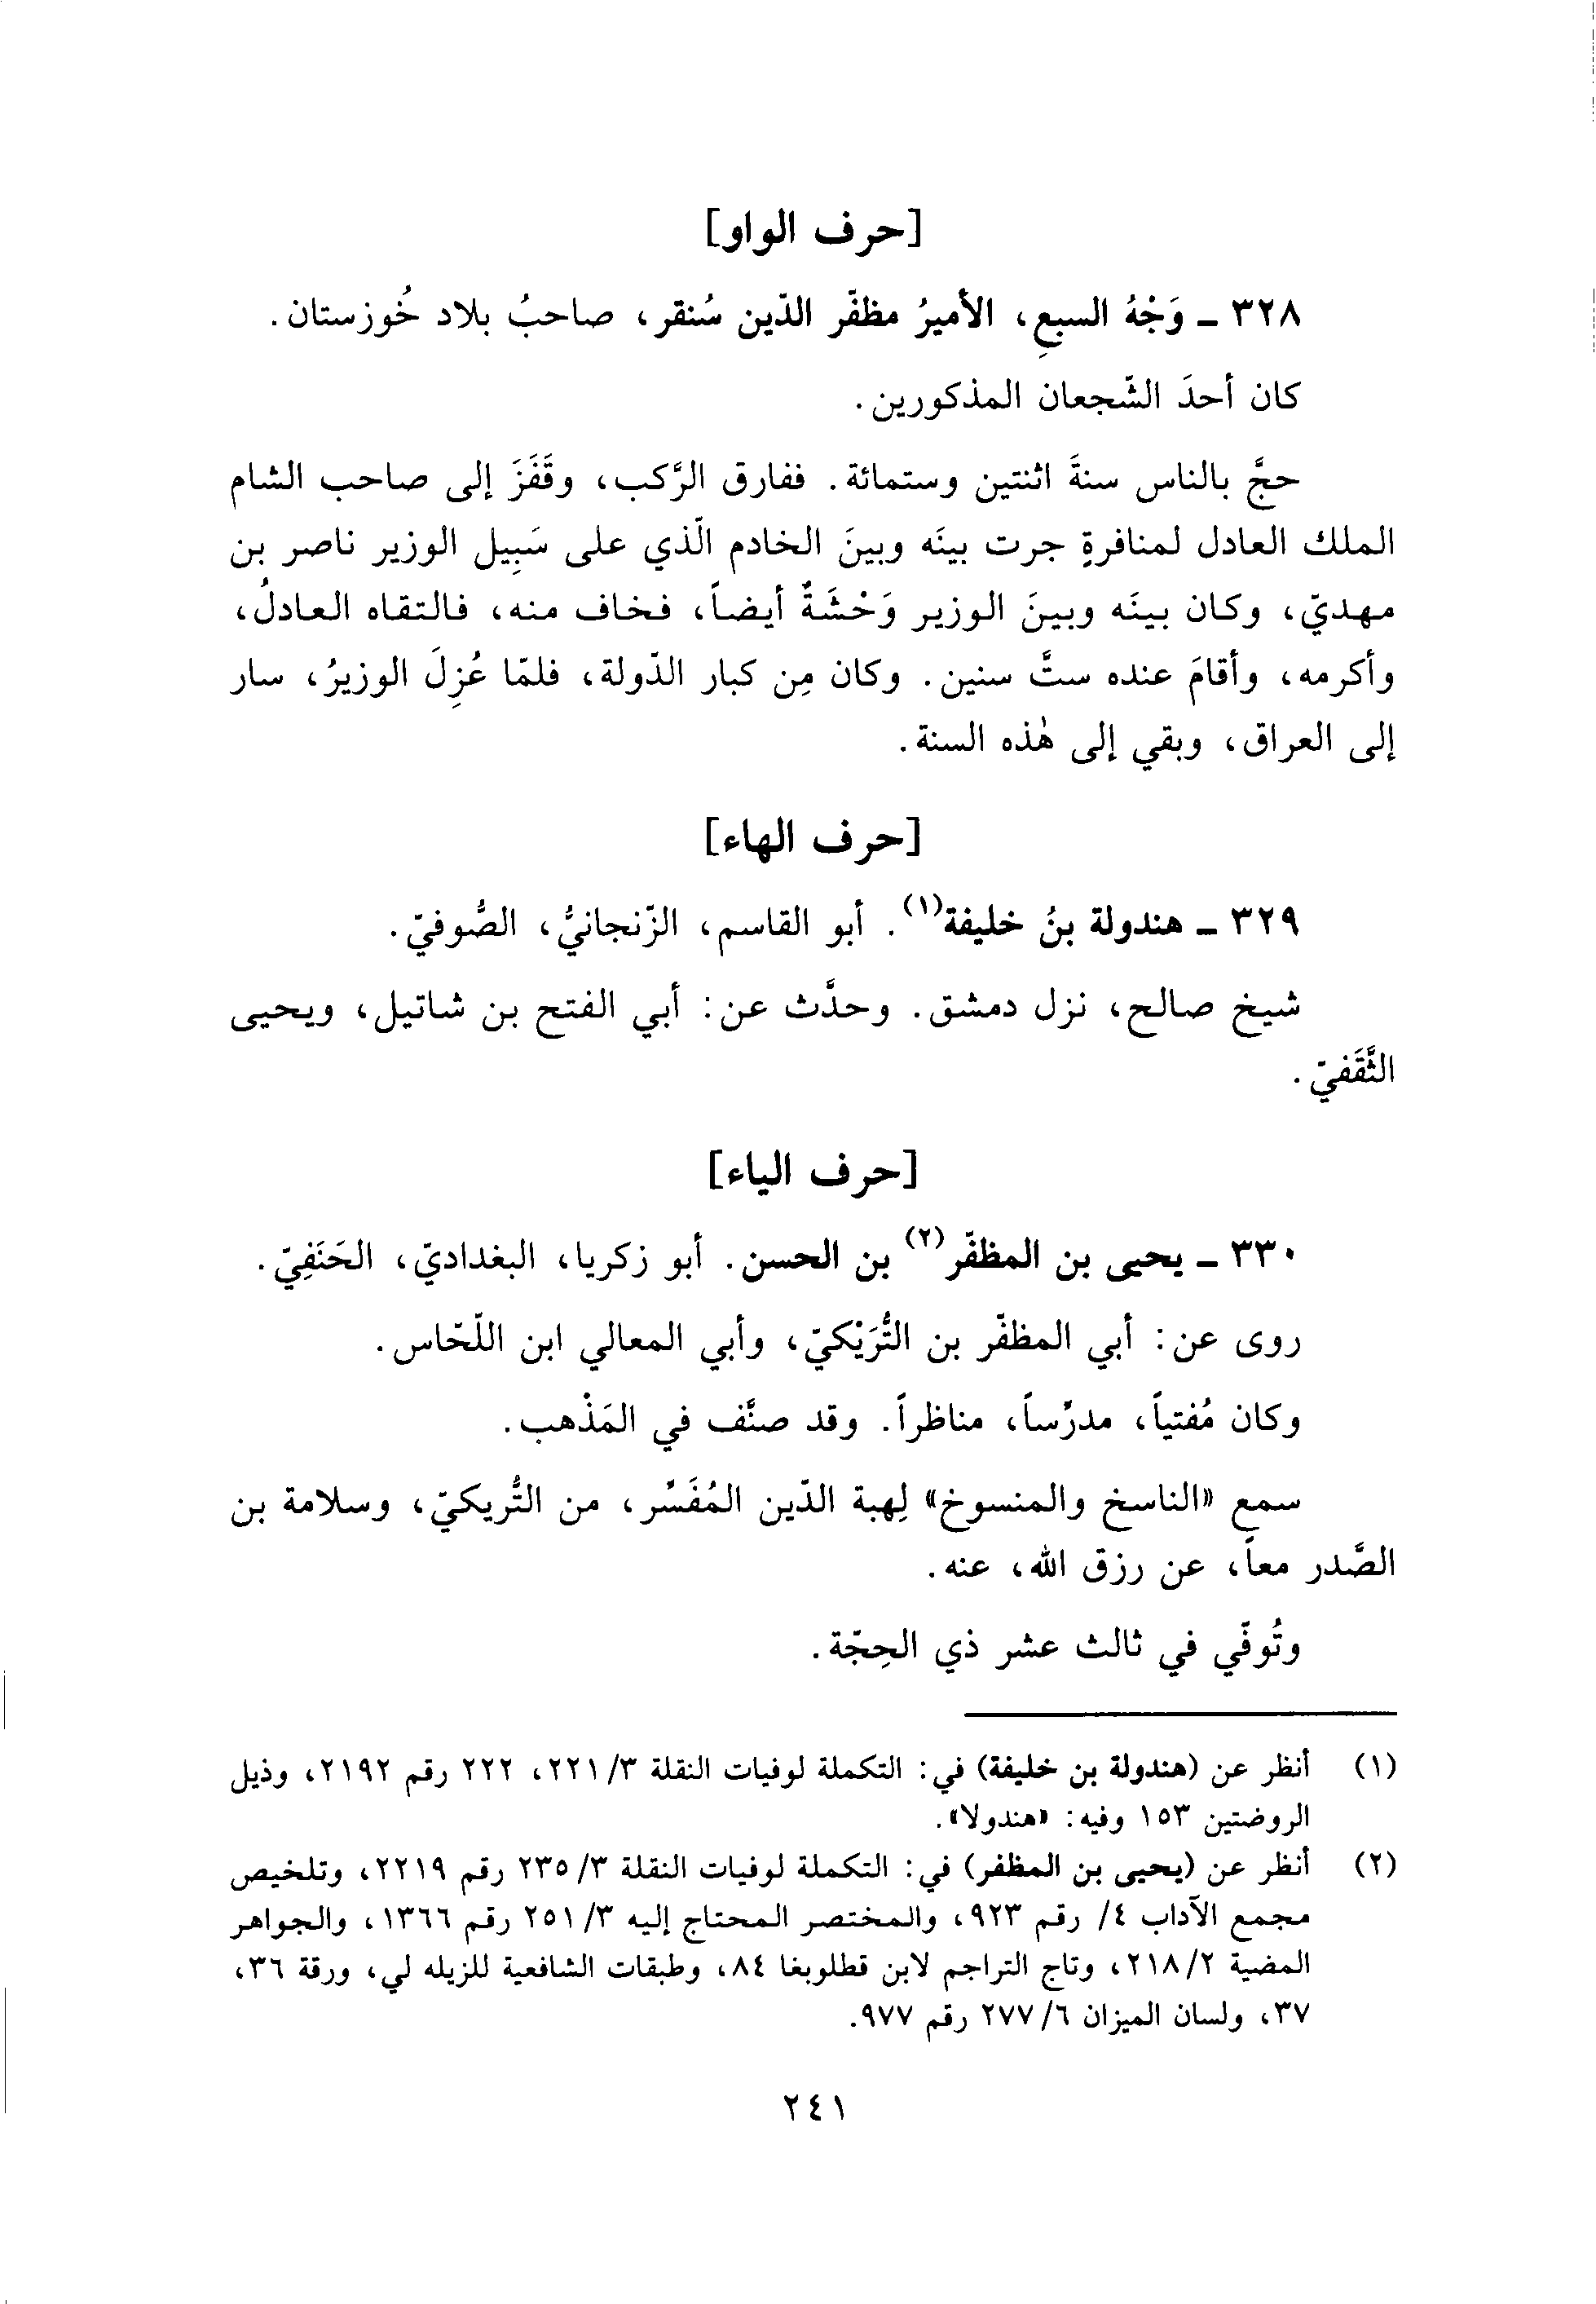 [حرف الواو]
٣٢٨ ـ وَجْهُ السبعِ، الأميرُ مظفّر الدّين سُنقر، صاحبُ بلاد خُوزستان.
كان أحدَ الشّجعان المذكورين.
حجَّ بالناس سنةَ اثنتين وستمائة. ففارق الرَّكب، وقَفَزَ إلى صاحب الشام
الملك العادل لمنافرةٍ جرت بينَه وبينَ الخادم الّذي على سَبِيل الوزير ناصر بن
مهديّ، وكان بينَه وبينَ الوزير وَحْشَةٌ أيضاً، فخاف منه، فالتقاه العادلُ،
وأكرمه، وأقامَ عنده ستَّ سنين. وكان مِن كبار الدّولة، فلمّا عُزِلَ الوزيرُ، سار
إلى العراق، وبقي إلى هٰذه السنة.
[حرف الهاء]
٣٢٩ ـ هندولة بنُ خليفة(١). أبو القاسم، الزّنجانيُّ، الصُّوفيّ.
شيخ صالح، نزل دمشق. وحدَّث عن: أبي الفتح بن شاتيل، ويحيى
الثَّقَفيّ.
[حرف الياء]
٣٣٠ ـ يحيى بن المظفّر(٢) بن الحسن. أبو زكريا، البغداديّ، الحَنَفِيّ.
روى عن: أبي المظفّر بن التُّرَيْكيّ، وأبي المعالي ابن اللّحّاس.
وكان مُفتياً، مدرّساً، مناظراً. وقد صنَّف في المَذْهب.
سمع «الناسخ والمنسوخ» لِهبة الدّين المُفَسِّر، من التُّريكيّ، وسلامة بن
الصَّدر معاً، عن رزق الله، عنه.
وتُوفّي في ثالث عشر ذي الحِجّة.
(١) أنظر عن (هندولة بن خليفة) في: التكملة لوفيات النقلة ٣/ ٢٢١، ٢٢٢ رقم ٢١٩٢، وذيل
الروضتين ١٥٣ وفيه: «هندولا».
(٢) أنظر عن (يحيى بن المظفر) في: التكملة لوفيات النقلة ٣/ ٢٣٥ رقم ٢٢١٩، وتلخيص
مجمع الآداب ٤/ رقم ٩٢٣، والمختصر المحتاج إليه ٣/ ٢٥١ رقم ١٣٦٦، والجواهر
المضية ٢/ ٢١٨، وتاج التراجم لابن قطلوبغا ٨٤، وطبقات الشافعية للزيله لي، ورقة ٣٦،
٣٧، ولسان الميزان ٦/ ٢٧٧ رقم ٩٧٧.
٢٤١